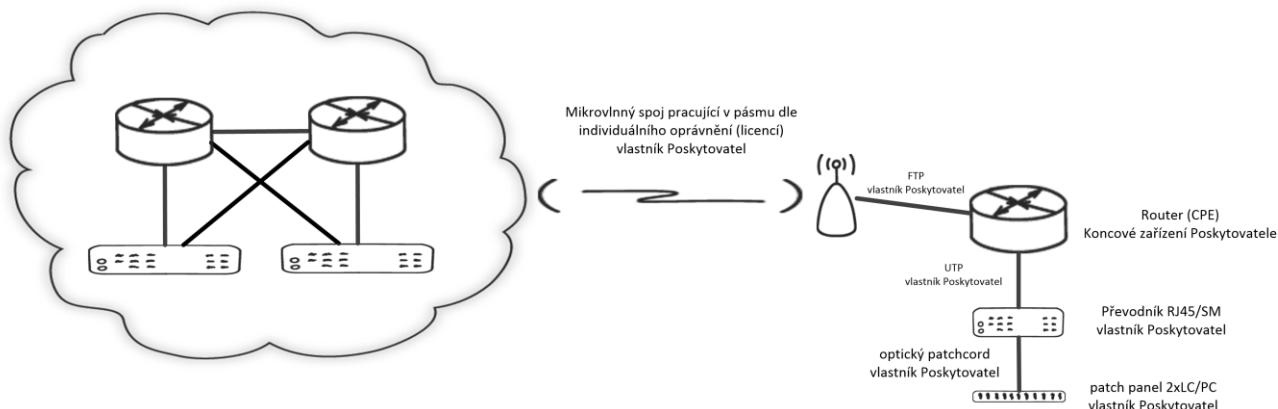 Mikrovlnný spoj pracující v pásmu dle
individuálního oprávnění (licencí)
vlastník Poskytovatel
FTP
vlastník Poskytovatel
Router (CPE)
Koncové zařízení Poskytovatele
UTP
vlastník Poskytovatel
Převodník RJ45/SM
vlastník Poskytovatel
optický patchcord
vlastník Poskytovatel
patch panel 2xLC/PC
vlastník Poskytovatel